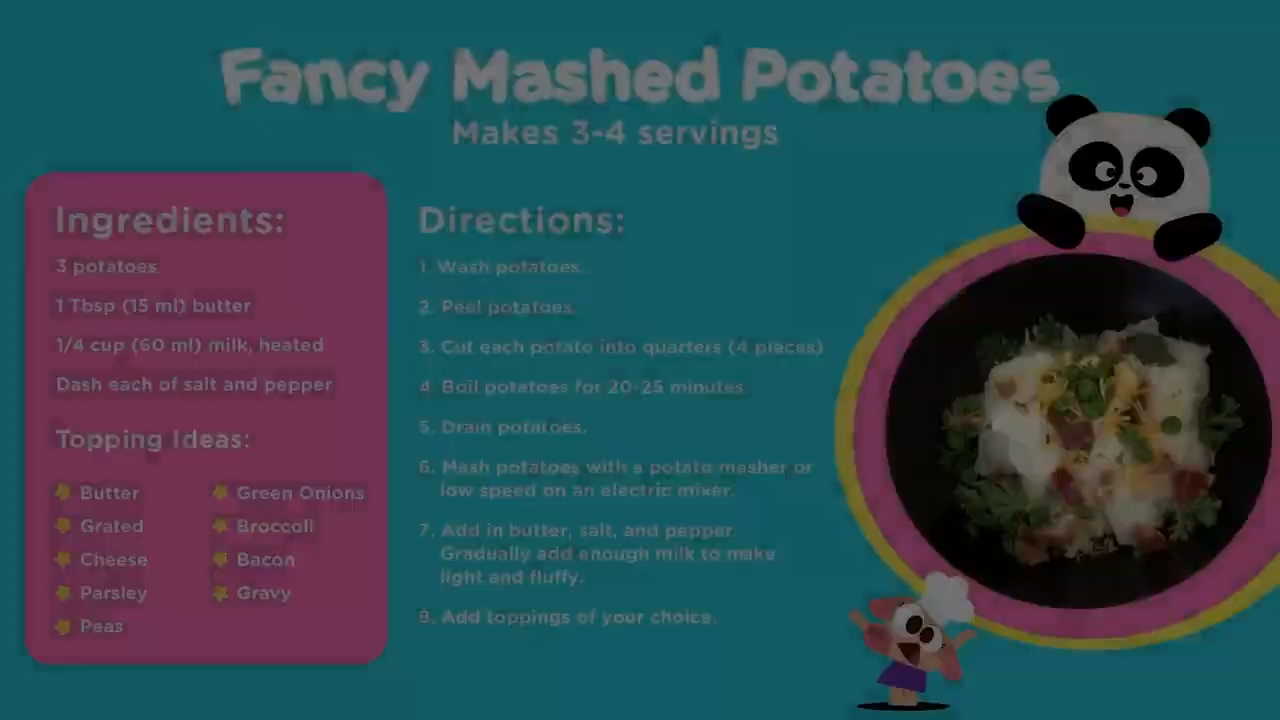 Fancy Mashed Potatoes
Makes 3-4 servings
Ingredients:
3 potatoes
1 Tbsp (15 ml) butter
1/4 cup (60 ml) milk, heated
Dash each of salt and pepper
Topping Ideas:
Butter
Grated
Cheese
Parsley
Peas
Green Onions
Broccoli
Bacon
Gravy
Directions:
1. Wash potatoes.
2. Peel potatoes.
3. Cut each potato into quarters (4 pieces)
4. Boil potatoes for 20-25 minutes.
5. Drain potatoes.
6. Mash potatoes with a potato masher or
low speed on an electric mixer.
7. Add in butter, salt, and pepper.
Gradually add enough milk to make
light and fluffy.
8. Add toppings of your choice.